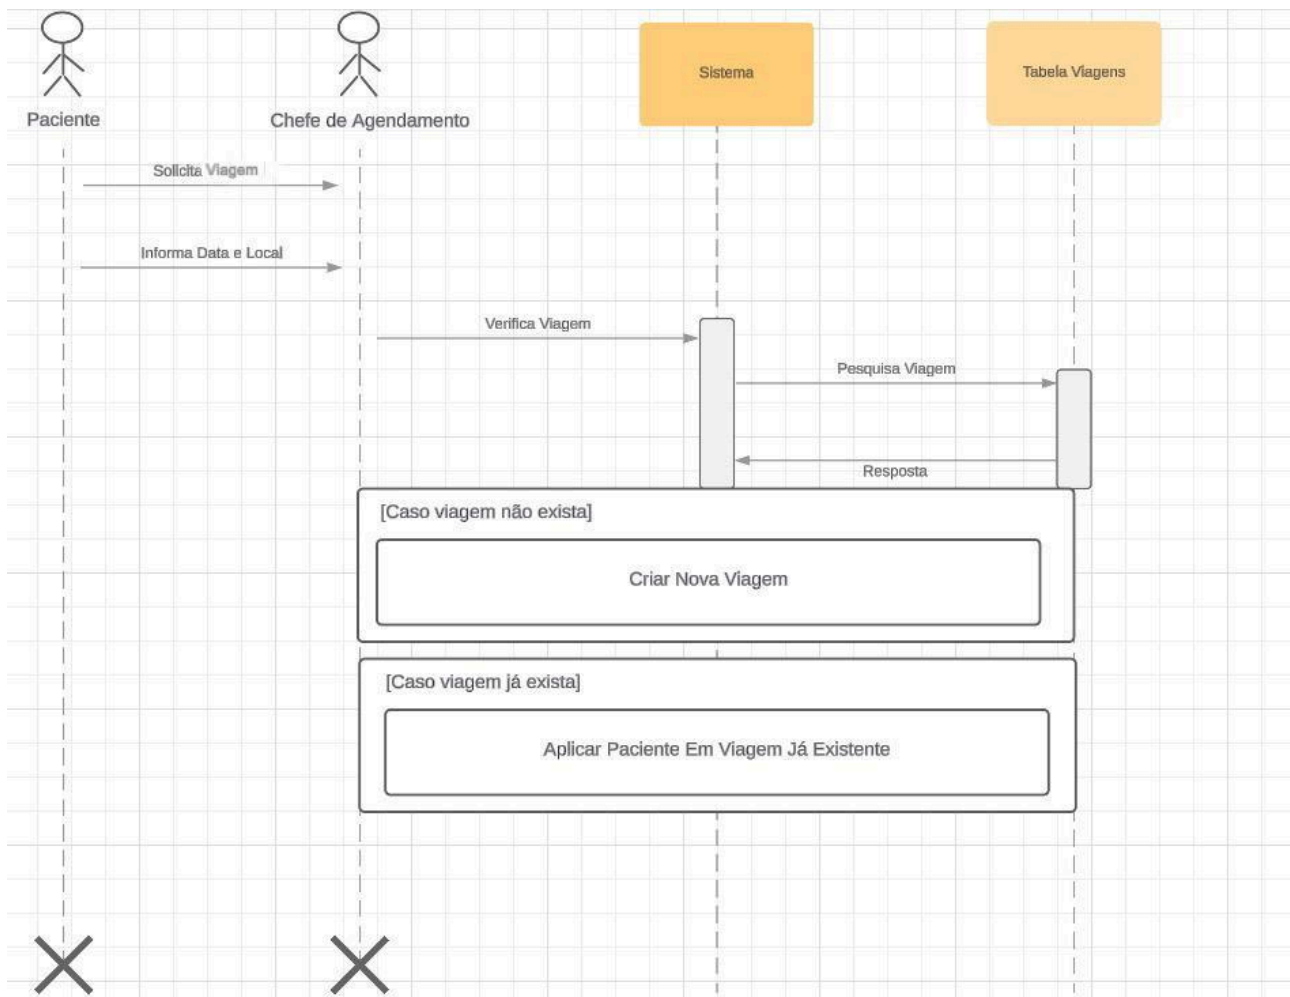 Sistema
Tabela Viagens
Paciente
Chefe de Agendamento
Solicita Viagem
Informa Data e Local
Verifica Viagem
Pesquisa Viagem
Resposta
[Caso viagem não exista]
Criar Nova Viagem
[Caso viagem já exista]
Aplicar Paciente Em Viagem Já Existente